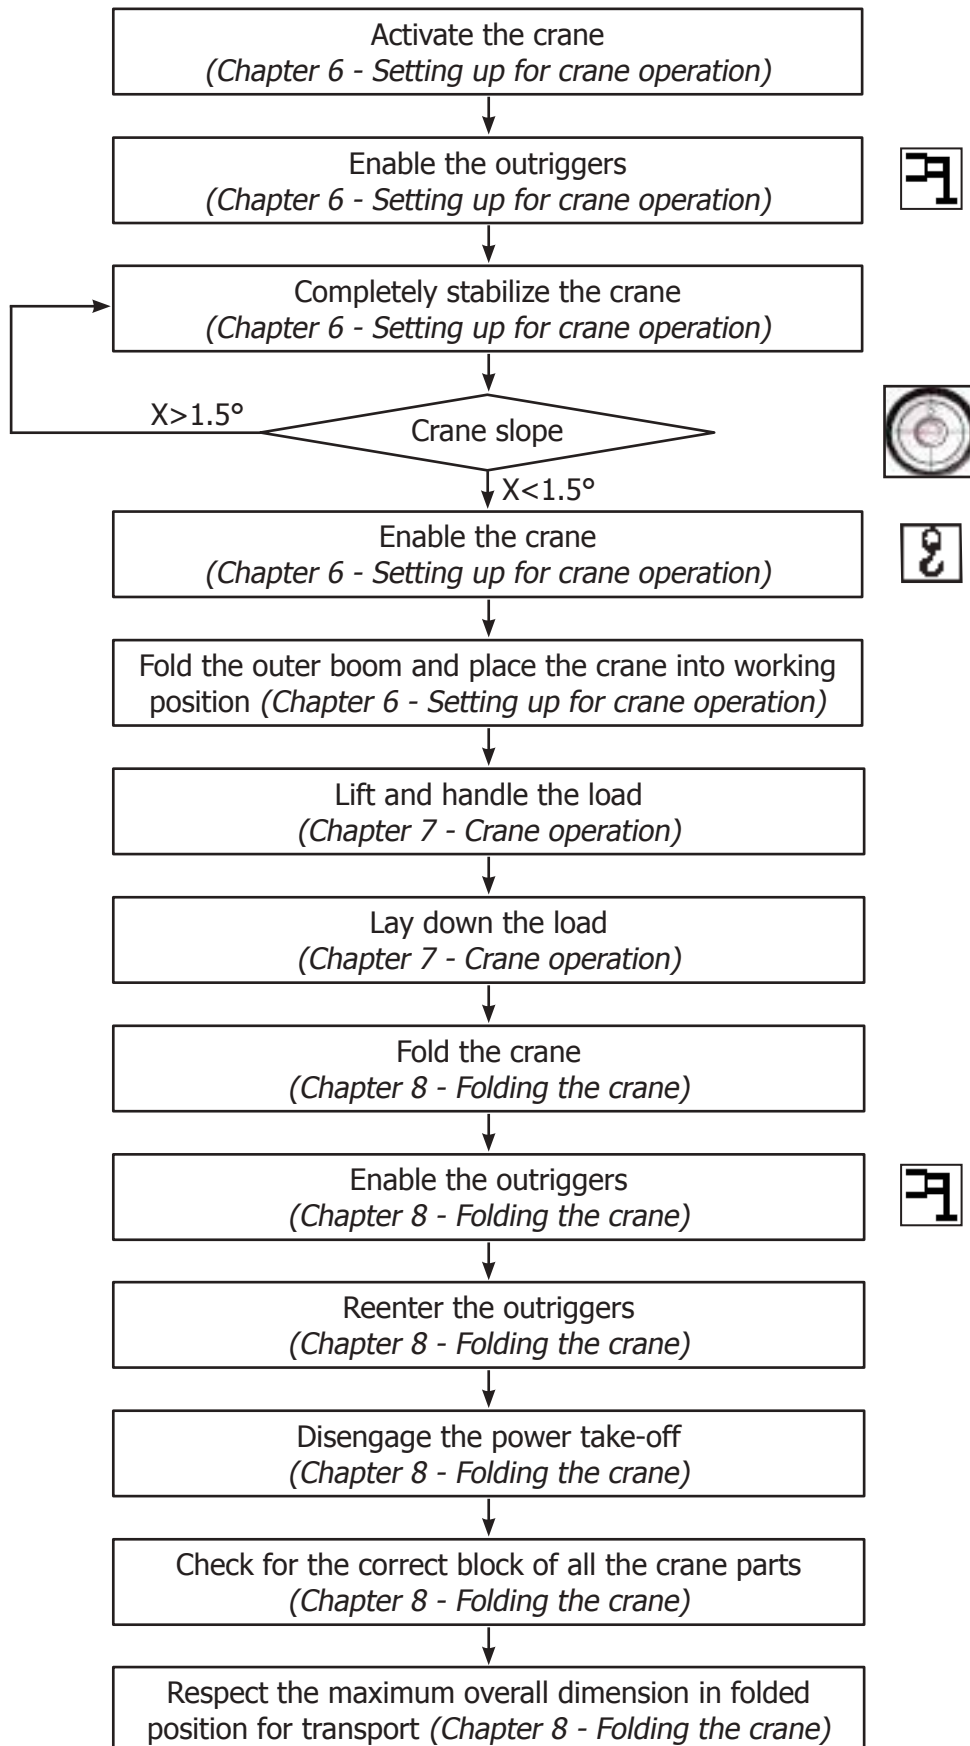 Activate the crane
(Chapter 6 - Setting up for crane operation)
Enable the outriggers
(Chapter 6 - Setting up for crane operation)
Completely stabilize the crane
(Chapter 6 - Setting up for crane operation)
X>1.5°
Crane slope
X<1.5°
Enable the crane
(Chapter 6 - Setting up for crane operation)
Fold the outer boom and place the crane into working
position (Chapter 6 - Setting up for crane operation)
Lift and handle the load
(Chapter 7 - Crane operation)
Lay down the load
(Chapter 7 - Crane operation)
Fold the crane
(Chapter 8 - Folding the crane)
Enable the outriggers
(Chapter 8 - Folding the crane)
Reenter the outriggers
(Chapter 8 - Folding the crane)
Disengage the power take-off
(Chapter 8 - Folding the crane)
Check for the correct block of all the crane parts
(Chapter 8 - Folding the crane)
Respect the maximum overall dimension in folded
position for transport (Chapter 8 - Folding the crane)